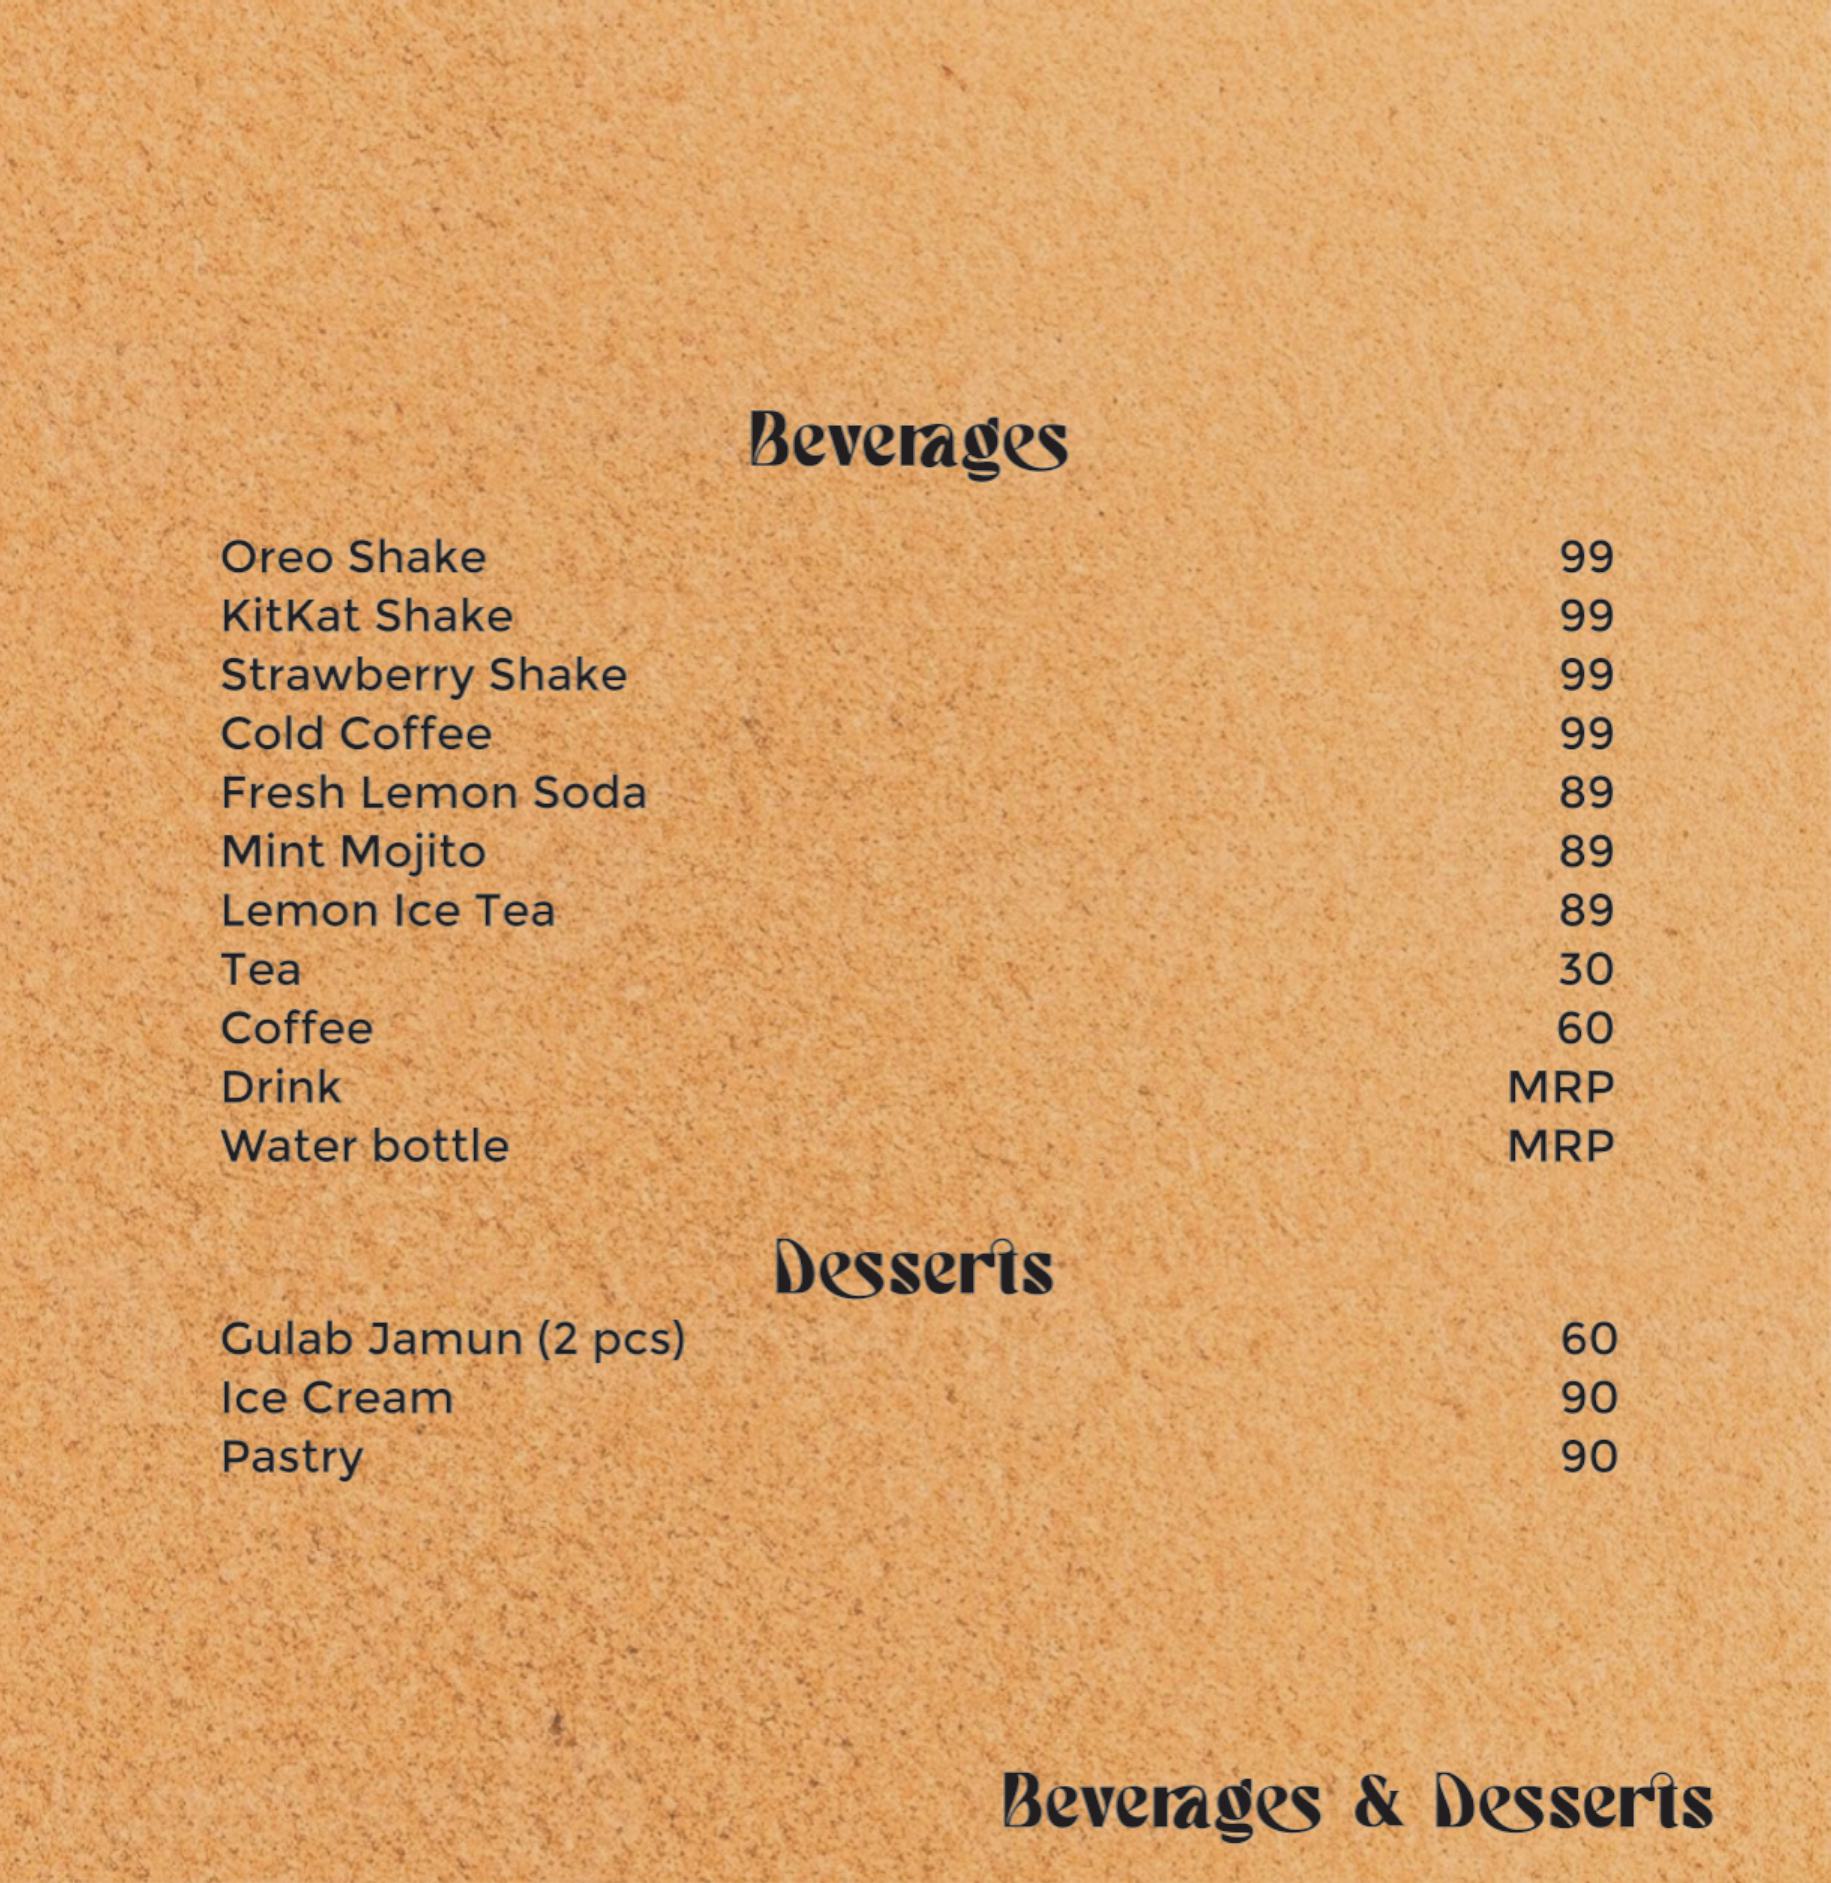 Beverages
Oreo Shake 99
KitKat Shake 99
Strawberry Shake 99
Cold Coffee 99
Fresh Lemon Soda 89
Mint Mojito 89
Lemon Ice Tea 89
Tea 30
Coffee 60
Drink MRP
Water bottle MRP
Desserts
Gulab Jamun (2 pcs) 60
Ice Cream 90
Pastry 90
Beverages & Desserts